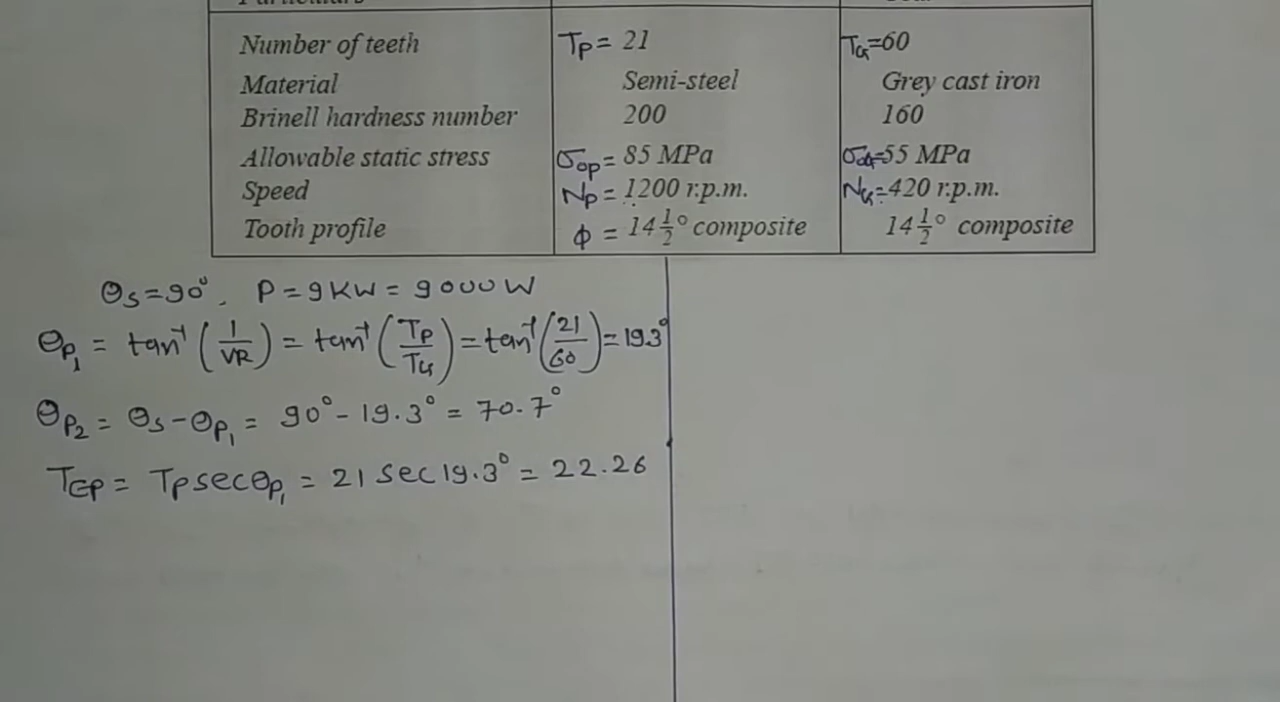 Number of teeth Tp = 21 TG=60
Material Semi-steel Grey cast iron
Brinell hardness number 200 160
Allowable static stress σop = 85 MPa σoG=55 MPa
Speed Np = 1200 r.p.m. NG=420 r.p.m.
Tooth profile ϕ = 14½° composite 14½° composite
θs=90°, P=9KW=9000W
θp₁ = tan⁻¹(1/VR) = tan⁻¹(Tp/TG) = tan⁻¹(21/60) = 19.3°
θp₂ = θs-θp₁ = 90°-19.3° = 70.7°
TEP = Tp sec θp₁ = 21 sec 19.3° = 22.26